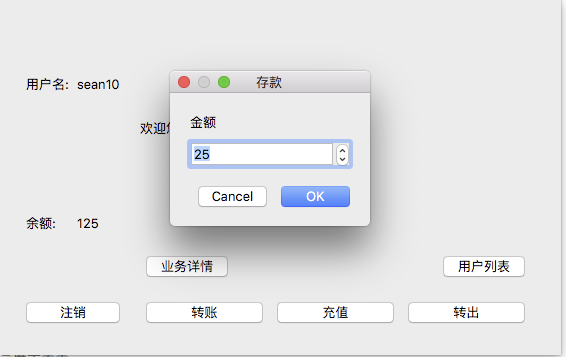 存款
用户名: sean10
金额
欢迎您
25
Cancel OK
余额: 125
业务详情 用户列表
注销 转账 充值 转出